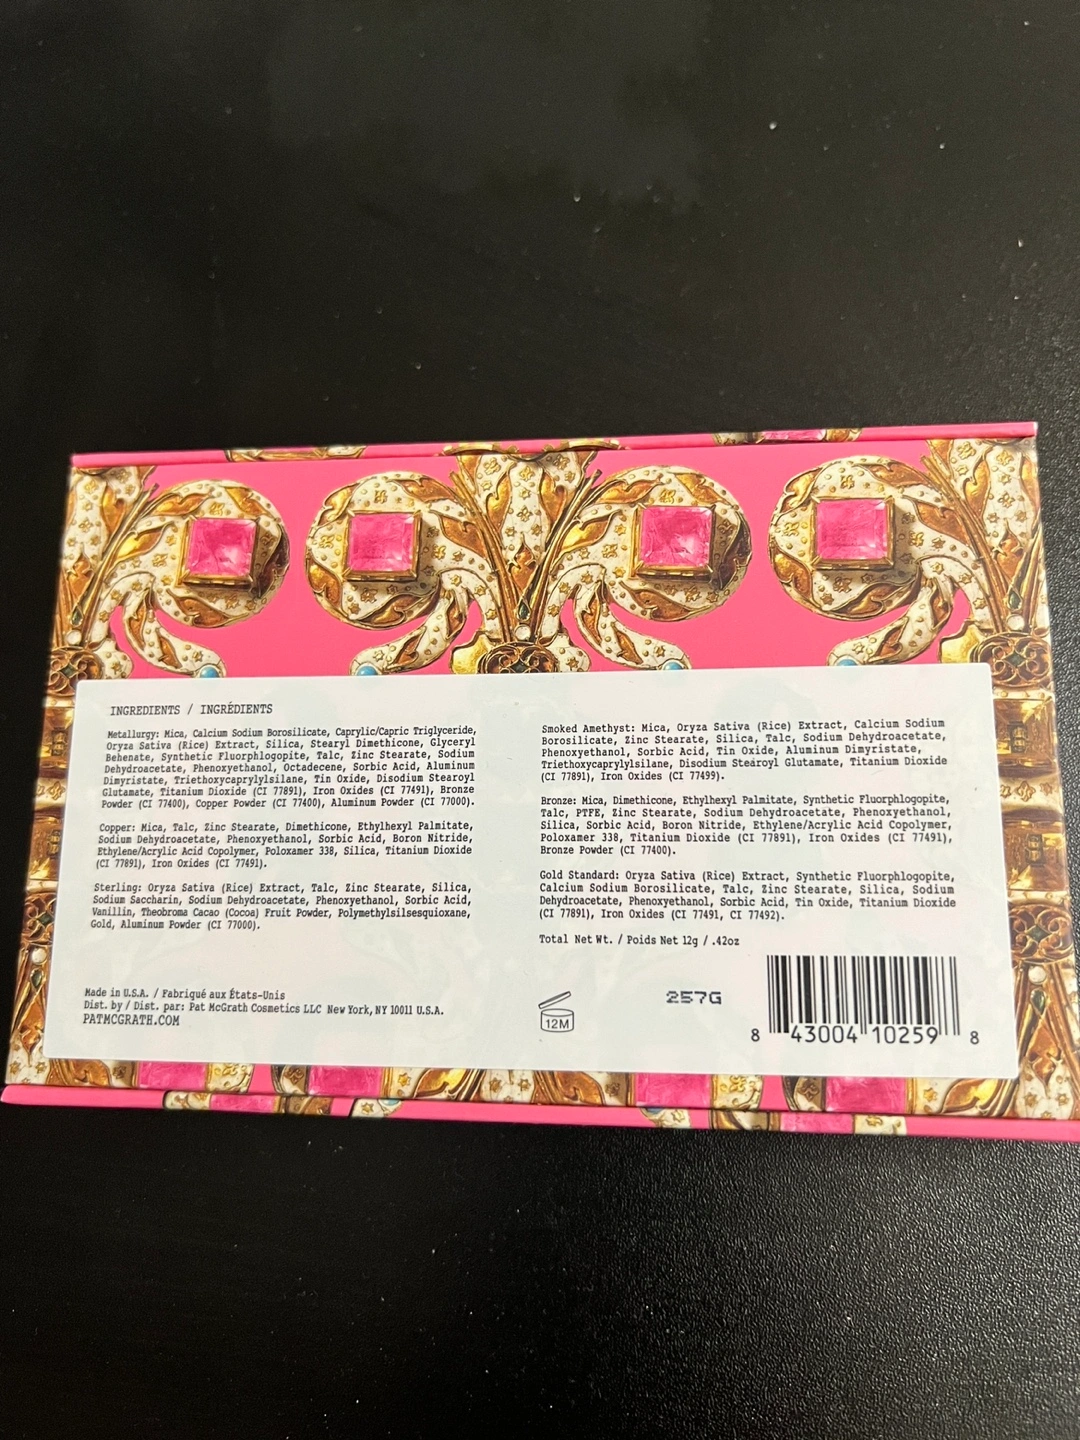 INGREDIENTS / INGRÉDIENTS
Metallurgy: Mica, Calcium Sodium Borosilicate, Caprylic/Capric Triglyceride,
Oryza Sativa (Rice) Extract, Silica, Stearyl Dimethicone, Glyceryl
Behenate, Synthetic Fluorphlogopite, Talc, Zinc Stearate, Sodium
Dehydroacetate, Phenoxyethanol, Octadecene, Sorbic Acid, Aluminum
Dimyristate, Triethoxycaprylylsilane, Tin Oxide, Disodium Stearoyl
Glutamate, Titanium Dioxide (CI 77891), Iron Oxides (CI 77491), Bronze
Powder (CI 77400), Copper Powder (CI 77400), Aluminum Powder (CI 77000).
Copper: Mica, Talc, Zinc Stearate, Dimethicone, Ethylhexyl Palmitate,
Sodium Dehydroacetate, Phenoxyethanol, Sorbic Acid, Boron Nitride,
Ethylene/Acrylic Acid Copolymer, Poloxamer 338, Silica, Titanium Dioxide
(CI 77891), Iron Oxides (CI 77491).
Sterling: Oryza Sativa (Rice) Extract, Talc, Zinc Stearate, Silica,
Sodium Saccharin, Sodium Dehydroacetate, Phenoxyethanol, Sorbic Acid,
Vanillin, Theobroma Cacao (Cocoa) Fruit Powder, Polymethylsilsesquioxane,
Gold, Aluminum Powder (CI 77000).
Made in U.S.A. / Fabriqué aux États-Unis
Dist. by / Dist. par: Pat McGrath Cosmetics LLC New York, NY 10011 U.S.A.
PATMCGRATH.COM
Smoked Amethyst: Mica, Oryza Sativa (Rice) Extract, Calcium Sodium
Borosilicate, Zinc Stearate, Silica, Talc, Sodium Dehydroacetate,
Phenoxyethanol, Sorbic Acid, Tin Oxide, Aluminum Dimyristate,
Triethoxycaprylylsilane, Disodium Stearoyl Glutamate, Titanium Dioxide
(CI 77891), Iron Oxides (CI 77499).
Bronze: Mica, Dimethicone, Ethylhexyl Palmitate, Synthetic Fluorphlogopite,
Talc, PTFE, Zinc Stearate, Sodium Dehydroacetate, Phenoxyethanol,
Silica, Sorbic Acid, Boron Nitride, Ethylene/Acrylic Acid Copolymer,
Poloxamer 338, Titanium Dioxide (CI 77891), Iron Oxides (CI 77491),
Bronze Powder (CI 77400).
Gold Standard: Oryza Sativa (Rice) Extract, Synthetic Fluorphlogopite,
Calcium Sodium Borosilicate, Talc, Zinc Stearate, Silica, Sodium
Dehydroacetate, Phenoxyethanol, Sorbic Acid, Tin Oxide, Titanium Dioxide
(CI 77891), Iron Oxides (CI 77491, CI 77492).
Total Net Wt. / Poids Net 12g / .42oz
12M
257G
8 43004 10259 8